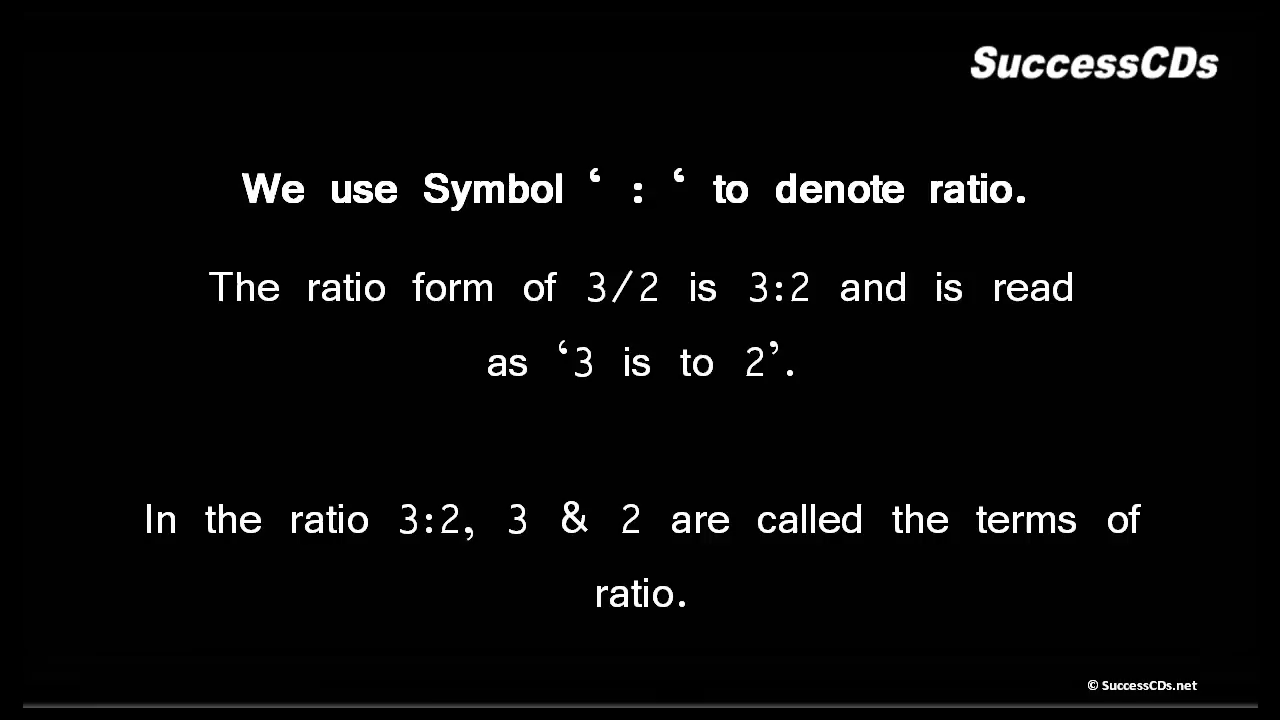 SuccessCDs
We use Symbol ‘ : ‘ to denote ratio.
The ratio form of 3/2 is 3:2 and is read
as ‘3 is to 2’.
In the ratio 3:2, 3 & 2 are called the terms of
ratio.
© SuccessCDs.net